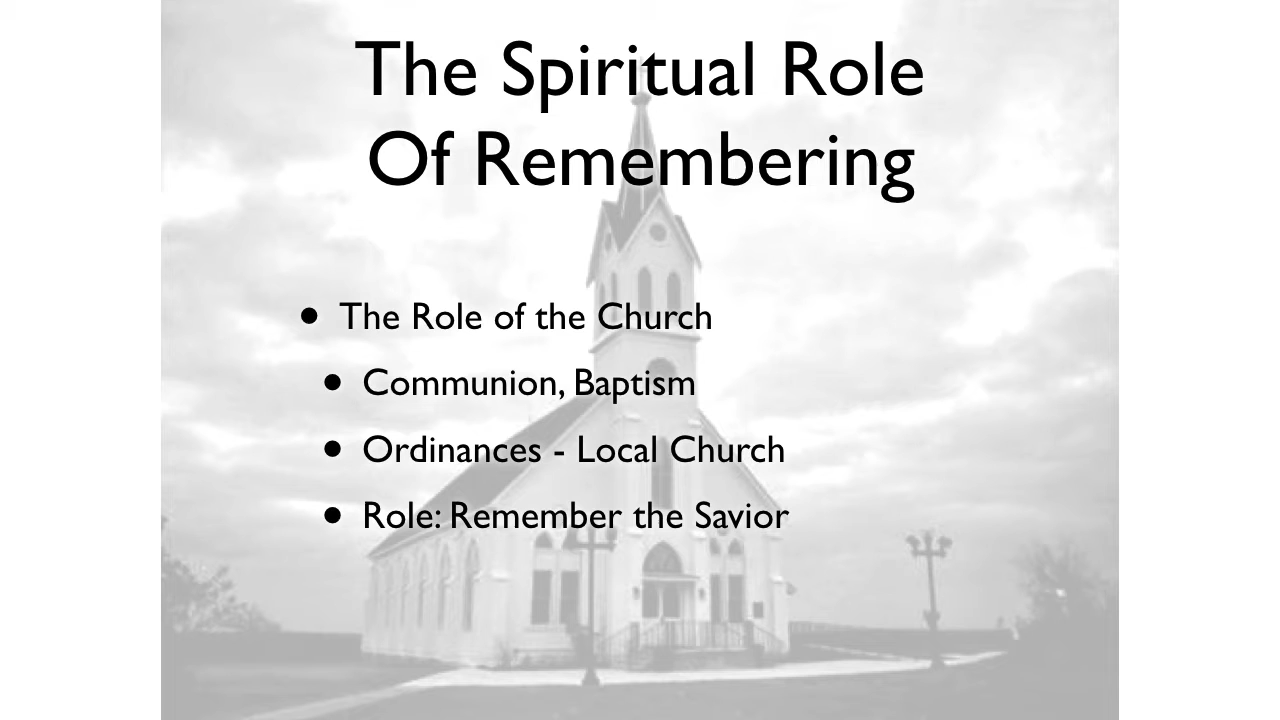 The Spiritual Role
Of Remembering
• The Role of the Church
• Communion, Baptism
• Ordinances - Local Church
• Role: Remember the Savior